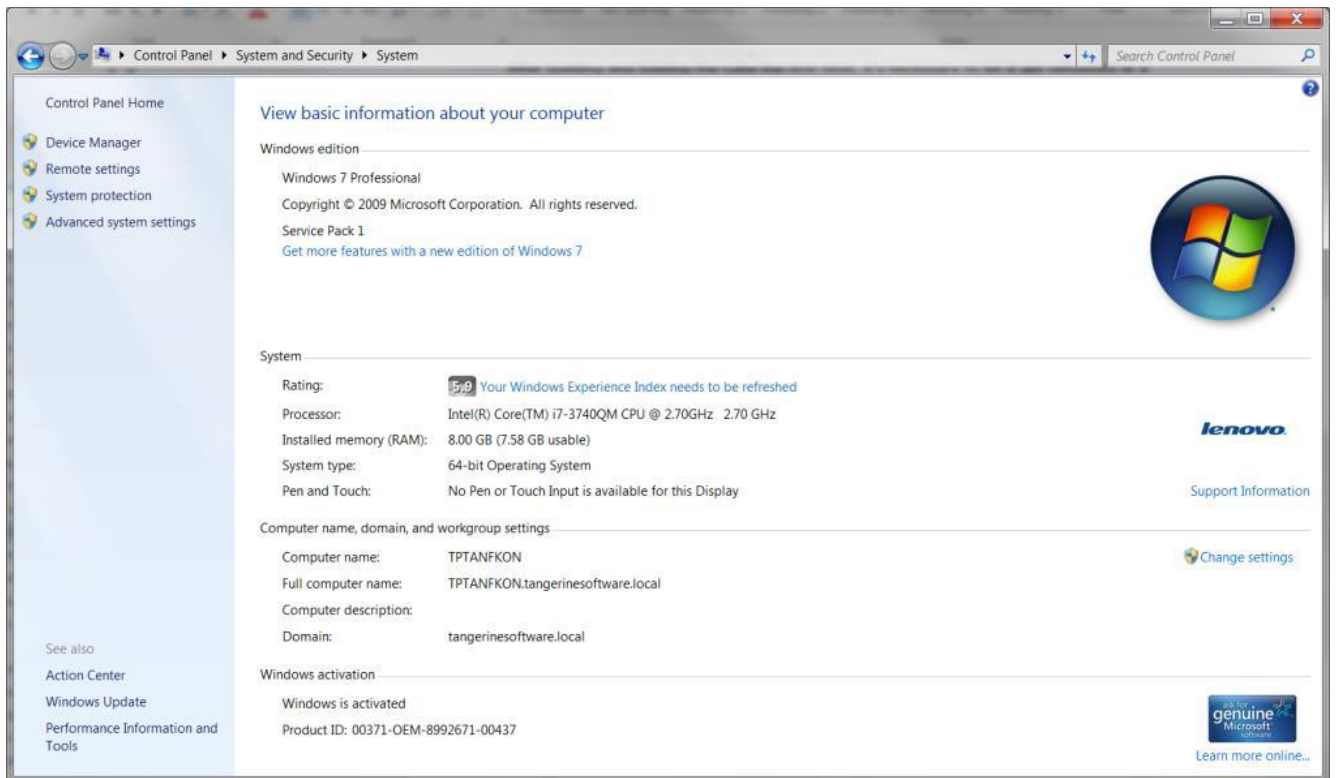 Control Panel ▸ System and Security ▸ System
Search Control Panel
Control Panel Home
Device Manager
Remote settings
System protection
Advanced system settings
See also
Action Center
Windows Update
Performance Information and
Tools
View basic information about your computer
Windows edition
Windows 7 Professional
Copyright © 2009 Microsoft Corporation. All rights reserved.
Service Pack 1
Get more features with a new edition of Windows 7
System
Rating: 5.9 Your Windows Experience Index needs to be refreshed
Processor: Intel(R) Core(TM) i7-3740QM CPU @ 2.70GHz 2.70 GHz
Installed memory (RAM): 8.00 GB (7.58 GB usable)
System type: 64-bit Operating System
Pen and Touch: No Pen or Touch Input is available for this Display
lenovo
Support Information
Computer name, domain, and workgroup settings
Computer name: TPTANFKON
Change settings
Full computer name: TPTANFKON.tangerinesoftware.local
Computer description:
Domain: tangerinesoftware.local
Windows activation
Windows is activated
Product ID: 00371-OEM-8992671-00437
ask for
genuine
Microsoft
software
Learn more online...